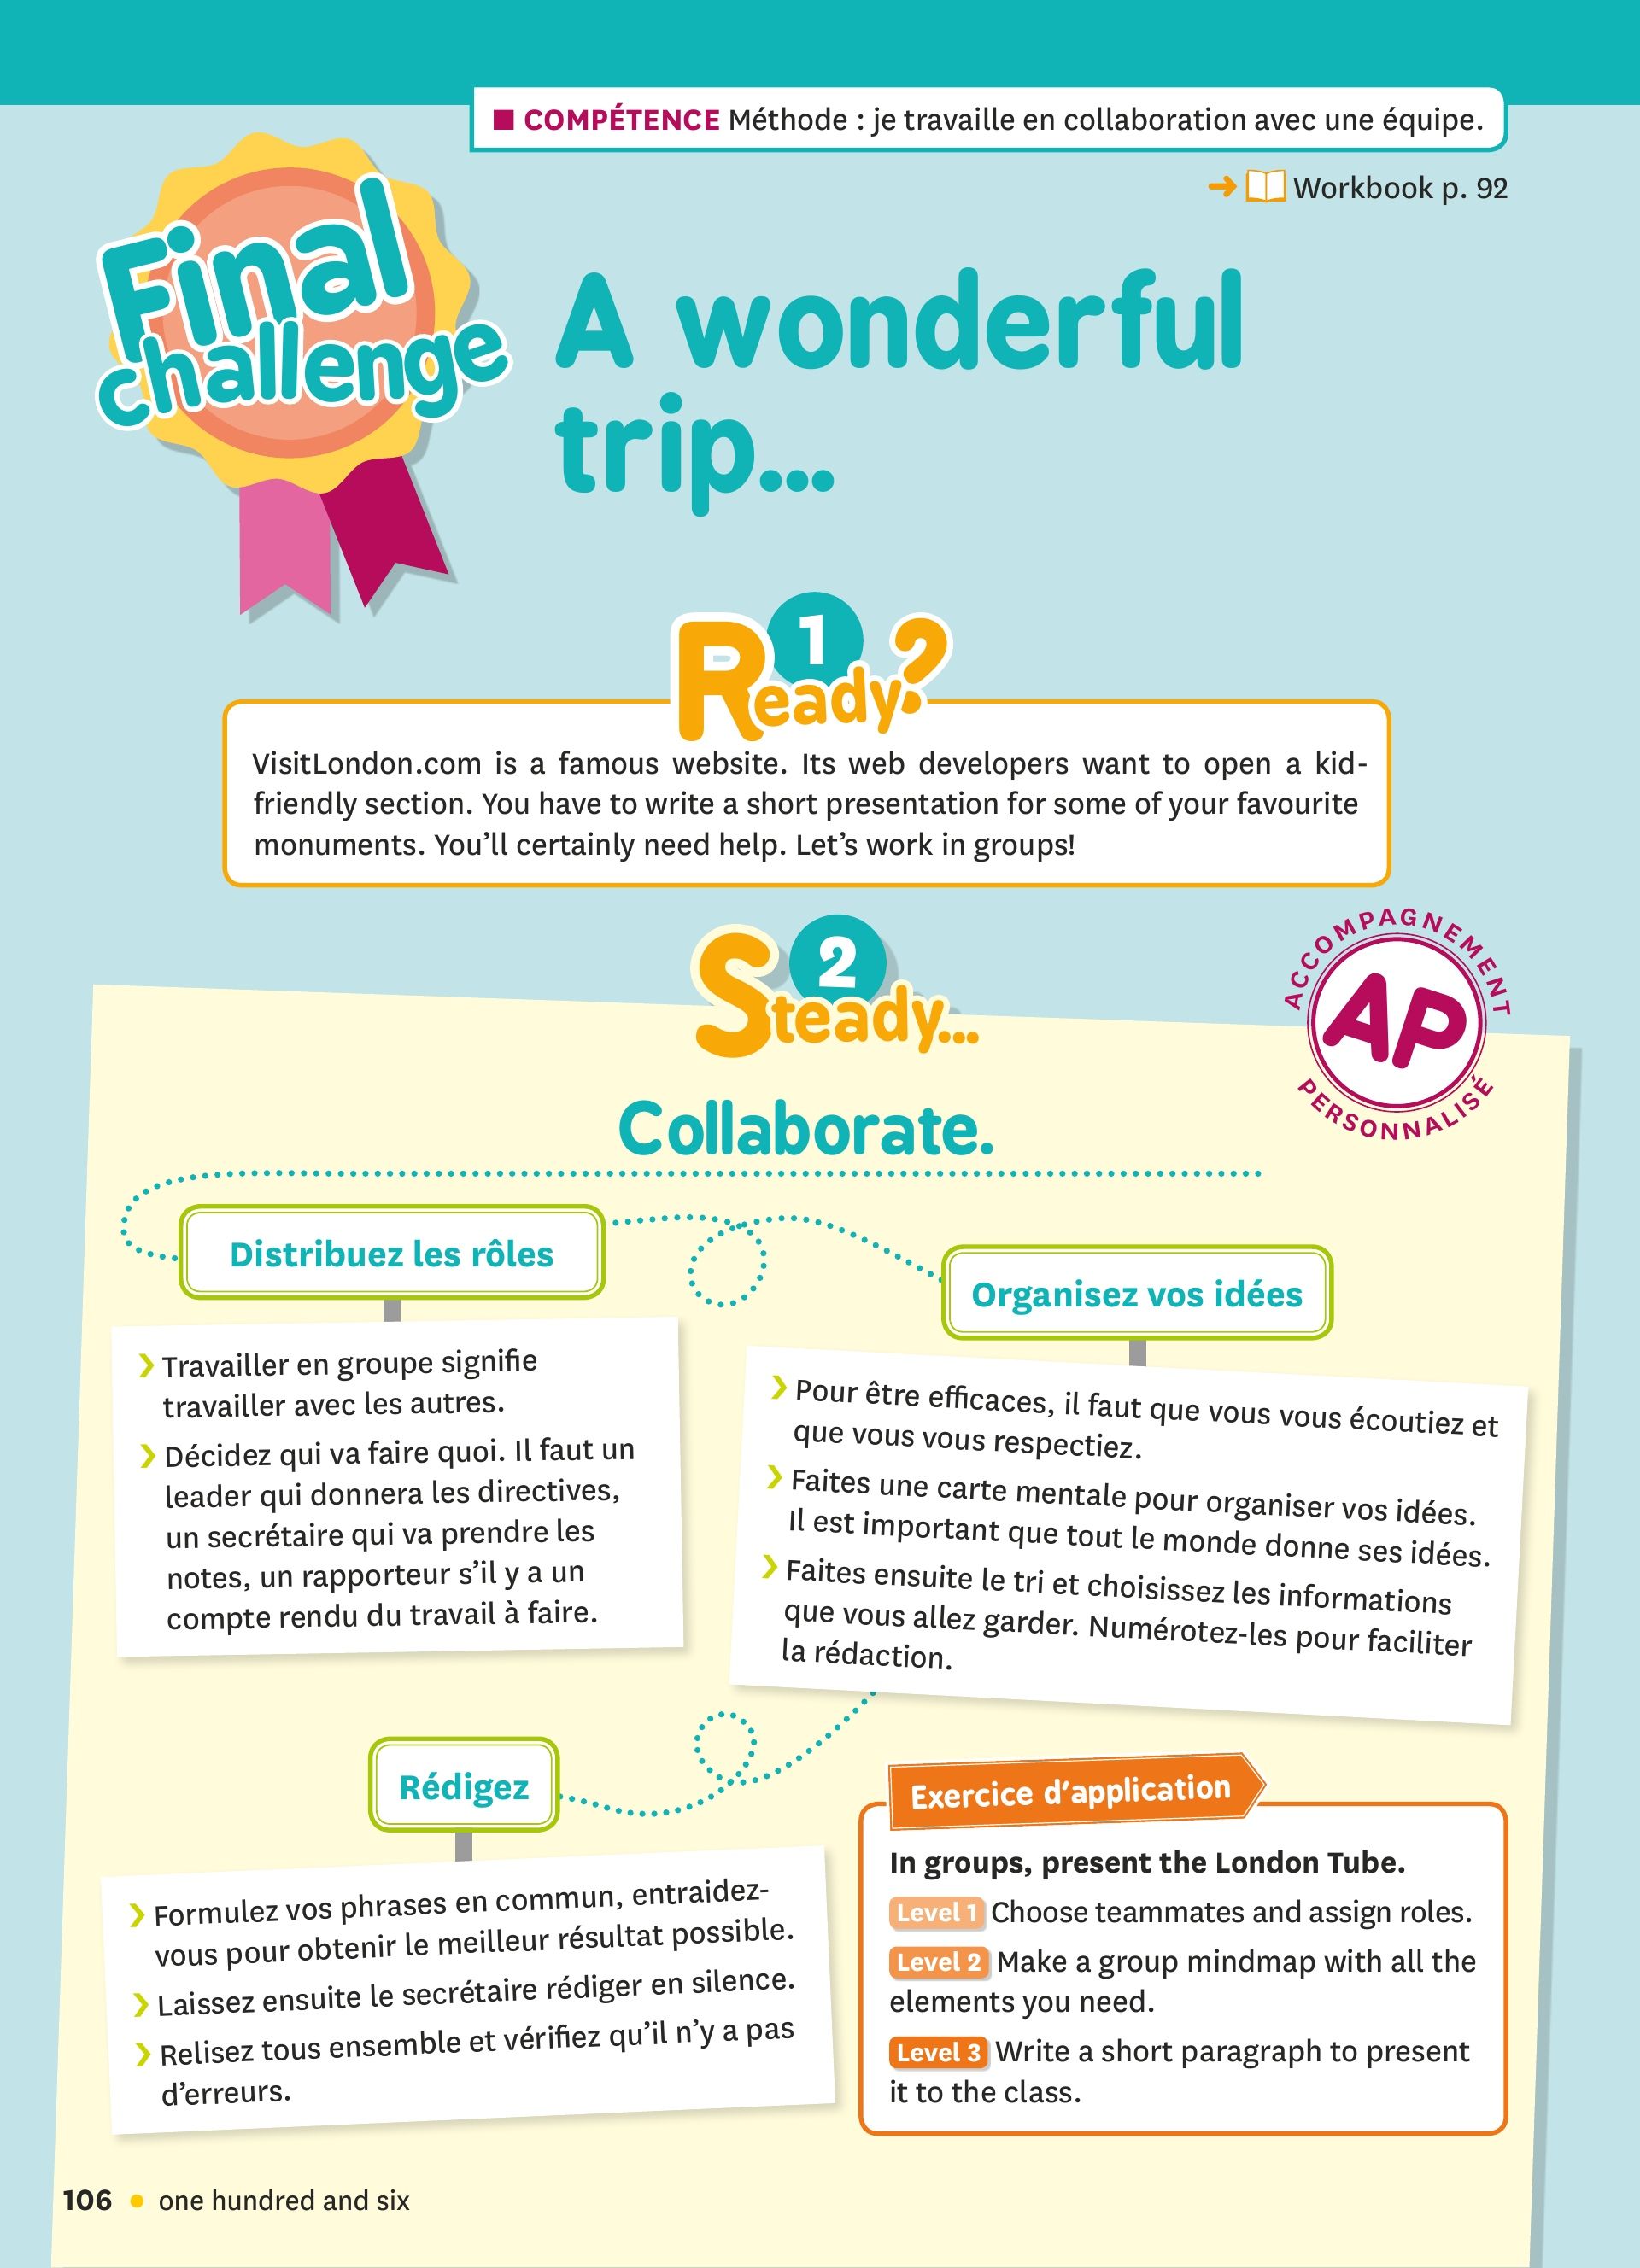 ■ COMPÉTENCE Méthode : je travaille en collaboration avec une équipe.
➜ Workbook p. 92
Final
challenge
A wonderful
trip...
1
Ready?
VisitLondon.com is a famous website. Its web developers want to open a kid-
friendly section. You have to write a short presentation for some of your favourite
monuments. You'll certainly need help. Let's work in groups!
2
Steady...
ACCOMPAGNEMENT
AP
PERSONNALISÉ
Collaborate.
Distribuez les rôles
› Travailler en groupe signifie
travailler avec les autres.
› Décidez qui va faire quoi. Il faut un
leader qui donnera les directives,
un secrétaire qui va prendre les
notes, un rapporteur s'il y a un
compte rendu du travail à faire.
Organisez vos idées
› Pour être efficaces, il faut que vous vous écoutiez et
que vous vous respectiez.
› Faites une carte mentale pour organiser vos idées.
Il est important que tout le monde donne ses idées.
› Faites ensuite le tri et choisissez les informations
que vous allez garder. Numérotez-les pour faciliter
la rédaction.
Rédigez
› Formulez vos phrases en commun, entraidez-
vous pour obtenir le meilleur résultat possible.
› Laissez ensuite le secrétaire rédiger en silence.
› Relisez tous ensemble et vérifiez qu'il n'y a pas
d'erreurs.
Exercice d'application
In groups, present the London Tube.
Level 1 Choose teammates and assign roles.
Level 2 Make a group mindmap with all the
elements you need.
Level 3 Write a short paragraph to present
it to the class.
106 • one hundred and six